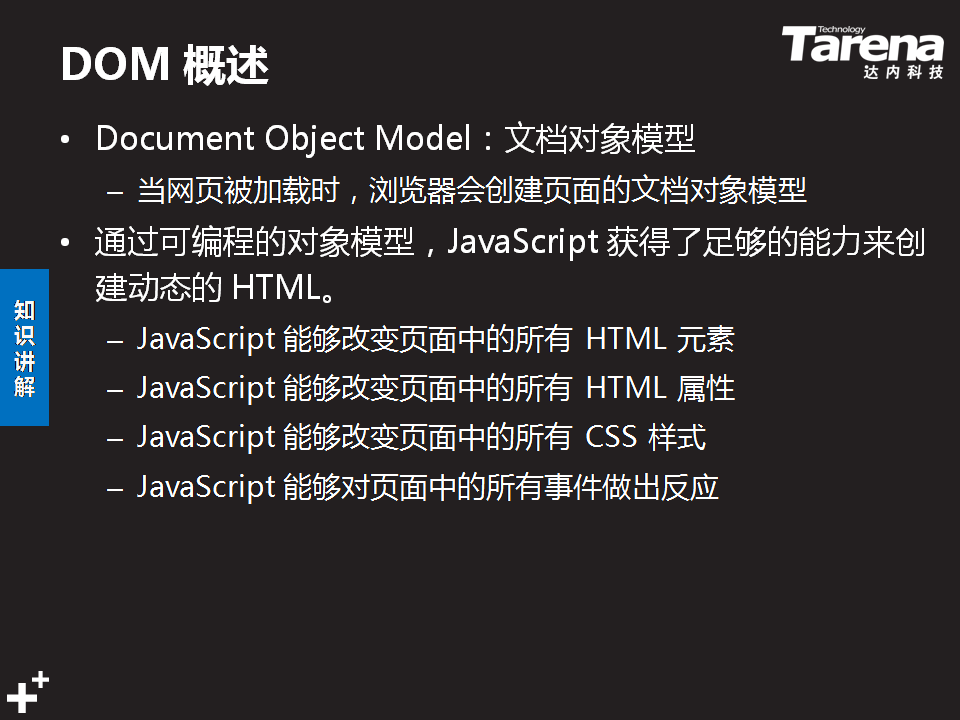 DOM 概述
Technology
Tarena
达内科技
• Document Object Model：文档对象模型
– 当网页被加载时，浏览器会创建页面的文档对象模型
• 通过可编程的对象模型，JavaScript 获得了足够的能力来创
建动态的 HTML。
– JavaScript 能够改变页面中的所有 HTML 元素
– JavaScript 能够改变页面中的所有 HTML 属性
– JavaScript 能够改变页面中的所有 CSS 样式
– JavaScript 能够对页面中的所有事件做出反应
知识讲解